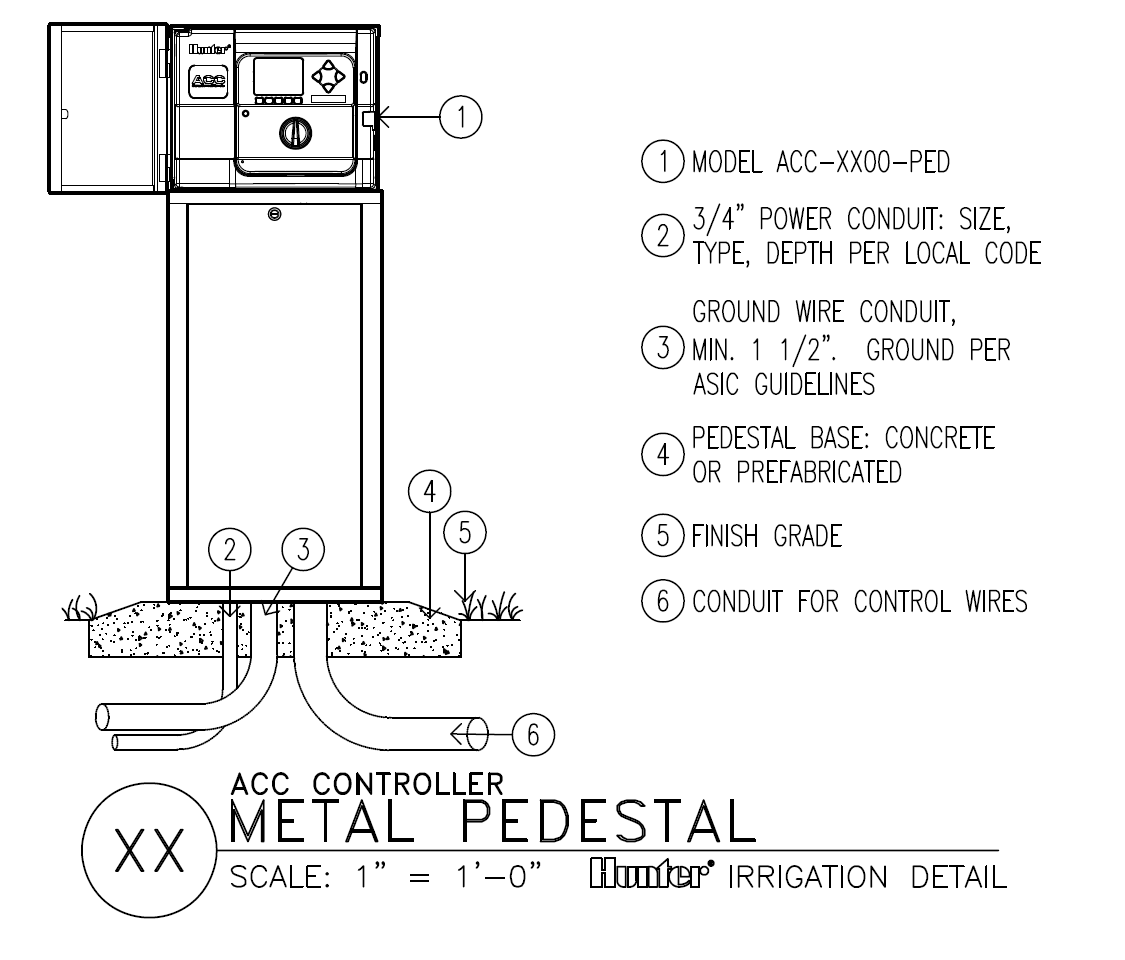 Hunter®
ACC
1
1 MODEL ACC-XX00-PED
2 3/4" POWER CONDUIT: SIZE,
TYPE, DEPTH PER LOCAL CODE
3 GROUND WIRE CONDUIT,
MIN. 1 1/2". GROUND PER
ASIC GUIDELINES
4 PEDESTAL BASE: CONCRETE
OR PREFABRICATED
5 FINISH GRADE
6 CONDUIT FOR CONTROL WIRES
4
5
2
3
6
ACC CONTROLLER
METAL PEDESTAL
XX
SCALE: 1" = 1'-0" Hunter® IRRIGATION DETAIL